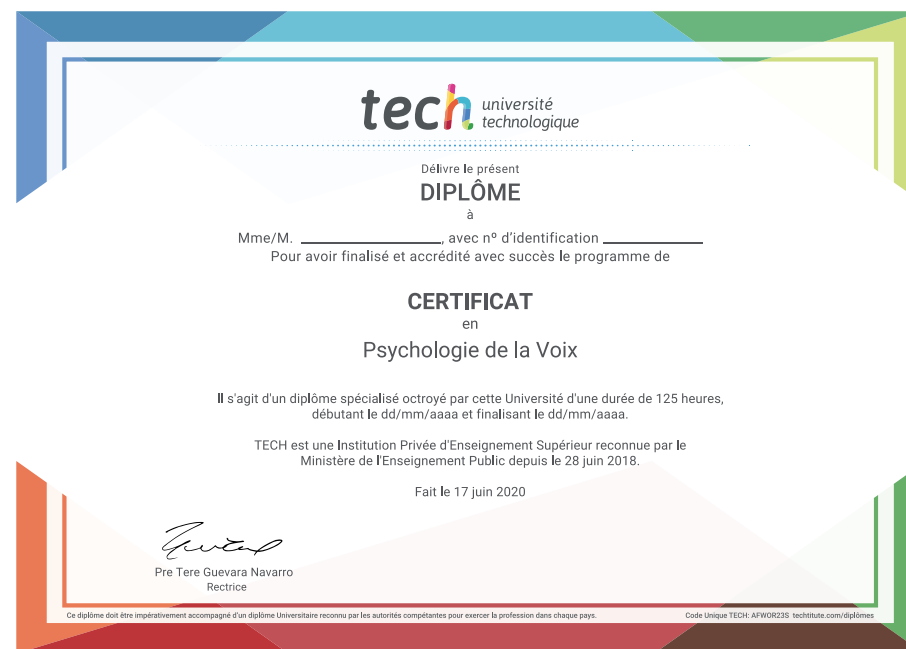 tech université
technologique
Délivre le présent
DIPLÔME
à
Mme/M. ____________________, avec nº d'identification ______________
Pour avoir finalisé et accrédité avec succès le programme de
CERTIFICAT
en
Psychologie de la Voix
Il s'agit d'un diplôme spécialisé octroyé par cette Université d'une durée de 125 heures,
débutant le dd/mm/aaaa et finalisant le dd/mm/aaaa.
TECH est une Institution Privée d'Enseignement Supérieur reconnue par le
Ministère de l'Enseignement Public depuis le 28 juin 2018.
Fait le 17 juin 2020
Pre Tere Guevara Navarro
Rectrice
Ce diplôme doit être impérativement accompagné d'un diplôme Universitaire reconnu par les autorités compétantes pour exercer la profession dans chaque pays.
Code Unique TECH: AFWOR23S techtitute.com/diplômes